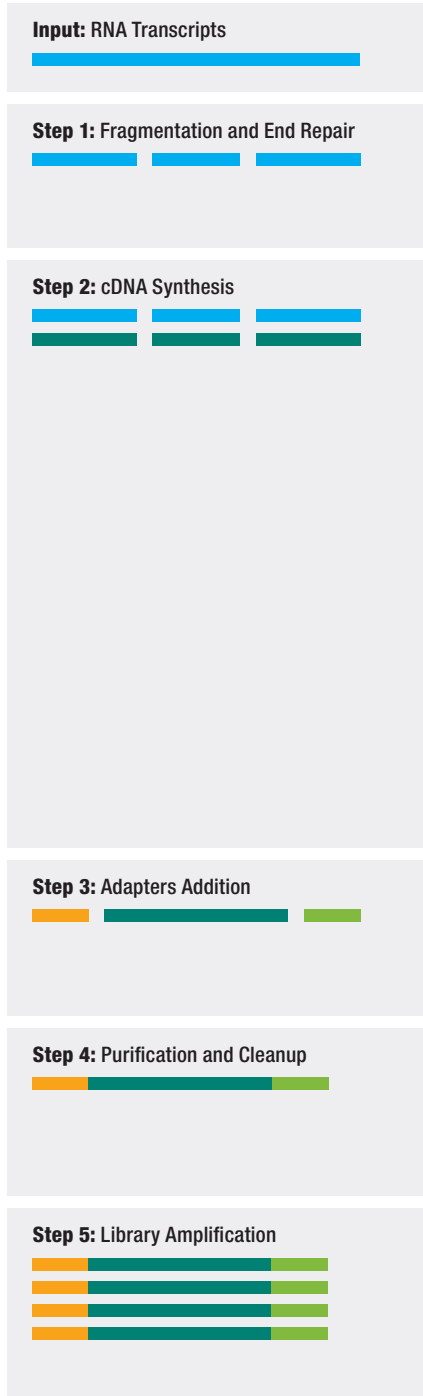 Input: RNA Transcripts
Step 1: Fragmentation and End Repair
Step 2: cDNA Synthesis
Step 3: Adapters Addition
Step 4: Purification and Cleanup
Step 5: Library Amplification